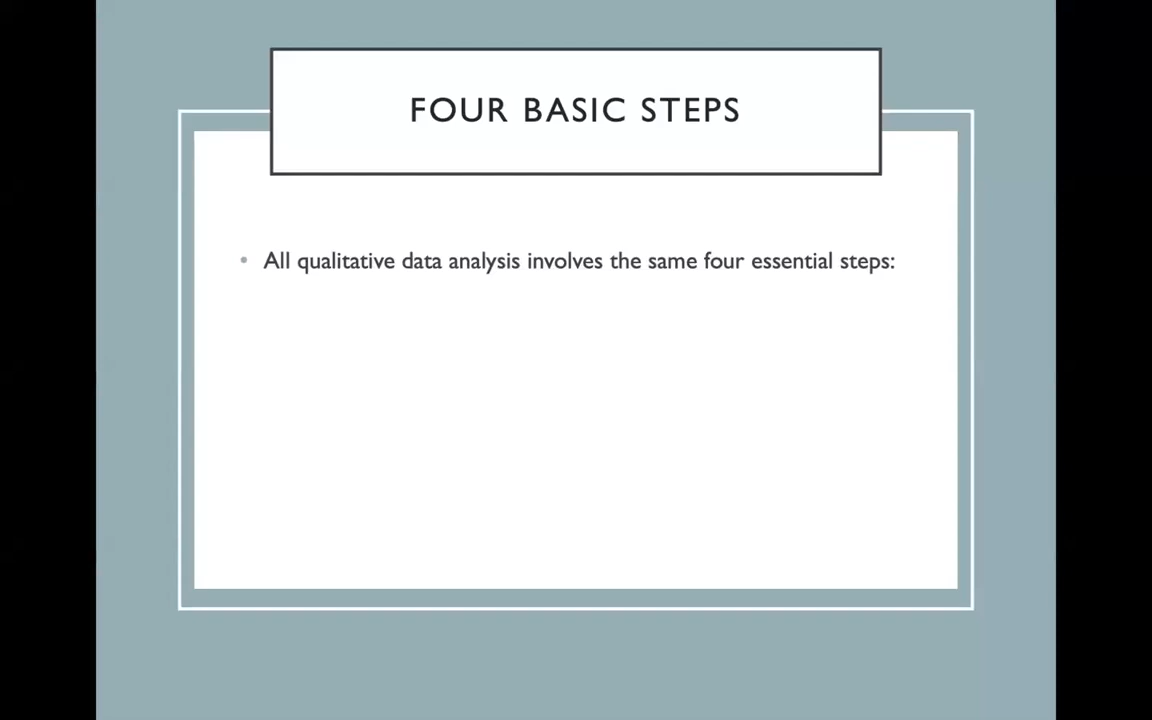 FOUR BASIC STEPS
• All qualitative data analysis involves the same four essential steps: